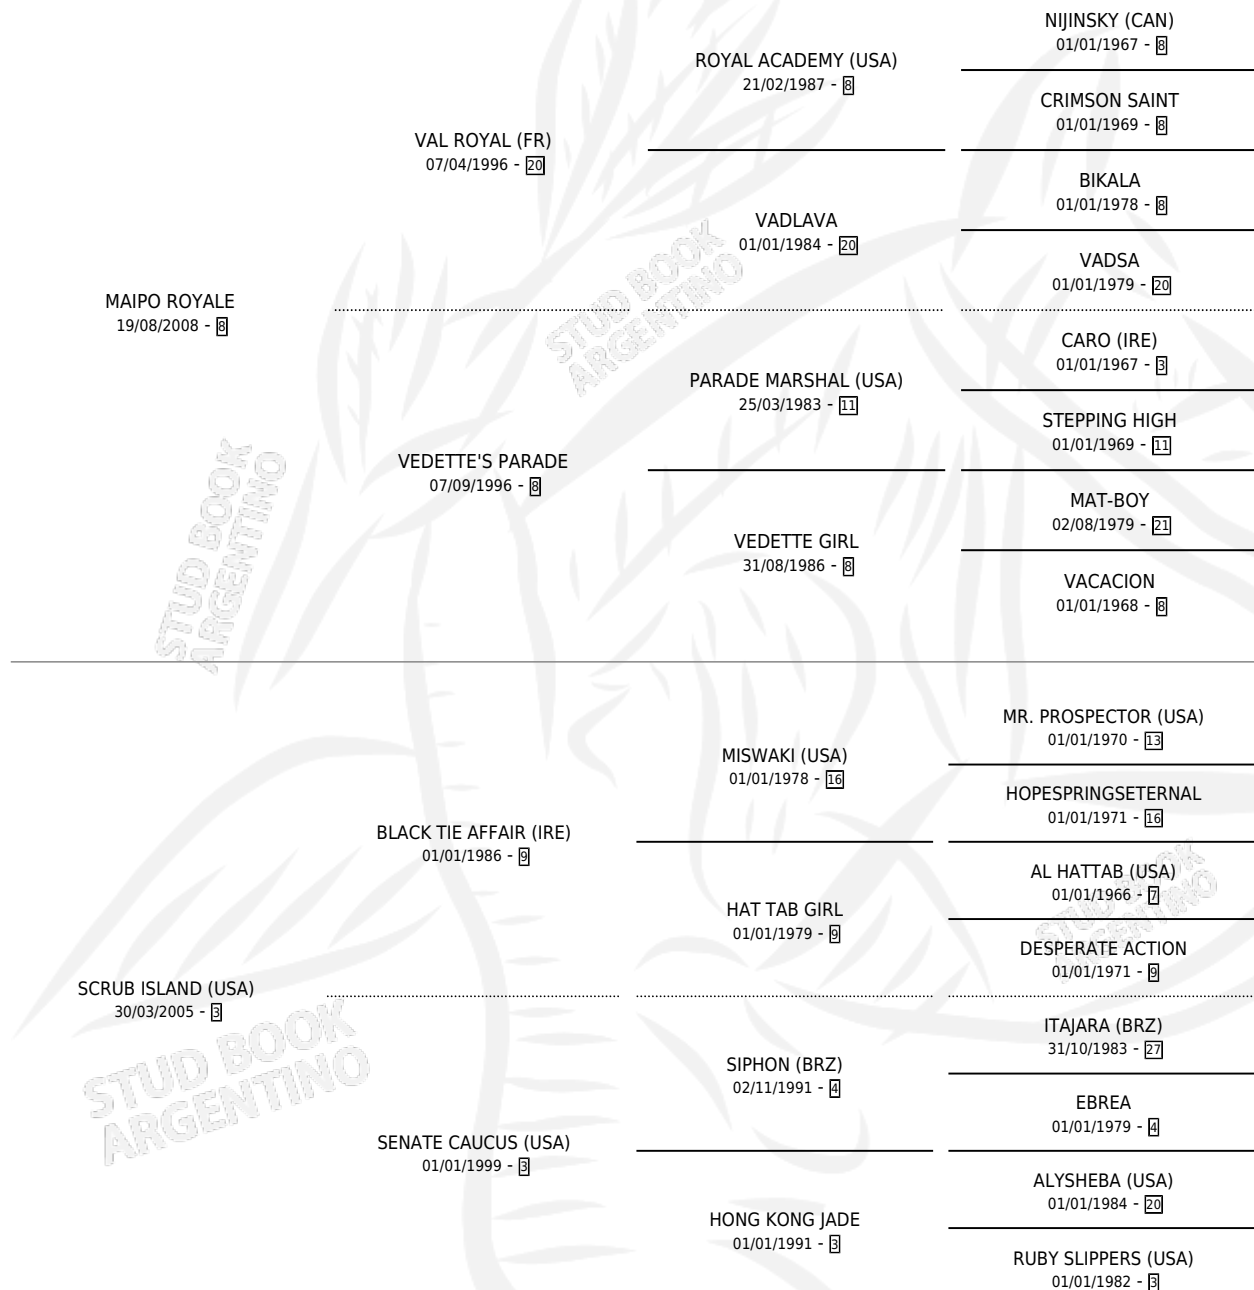 NIJINSKY (CAN)
01/01/1967 - 8
ROYAL ACADEMY (USA)
21/02/1987 - 8
CRIMSON SAINT
01/01/1969 - 8
VAL ROYAL (FR)
07/04/1996 - 20
BIKALA
01/01/1978 - 8
VADLAVA
01/01/1984 - 20
VADSA
01/01/1979 - 20
MAIPO ROYALE
19/08/2008 - 8
CARO (IRE)
01/01/1967 - 3
PARADE MARSHAL (USA)
25/03/1983 - 11
STEPPING HIGH
01/01/1969 - 11
VEDETTE'S PARADE
07/09/1996 - 8
MAT-BOY
02/08/1979 - 21
VEDETTE GIRL
31/08/1986 - 8
VACACION
01/01/1968 - 8
MR. PROSPECTOR (USA)
01/01/1970 - 13
MISWAKI (USA)
01/01/1978 - 16
HOPESPRINGSETERNAL
01/01/1971 - 16
BLACK TIE AFFAIR (IRE)
01/01/1986 - 9
AL HATTAB (USA)
01/01/1966 - 7
HAT TAB GIRL
01/01/1979 - 9
DESPERATE ACTION
01/01/1971 - 9
SCRUB ISLAND (USA)
30/03/2005 - 3
ITAJARA (BRZ)
31/10/1983 - 27
SIPHON (BRZ)
02/11/1991 - 4
EBREA
01/01/1979 - 4
SENATE CAUCUS (USA)
01/01/1999 - 3
ALYSHEBA (USA)
01/01/1984 - 20
HONG KONG JADE
01/01/1991 - 3
RUBY SLIPPERS (USA)
01/01/1982 - 3
STUD BOOK
ARGENTINO
STUD BOOK
ARGENTINO
STUD BOOK
ARGENTINO
STUD BOOK
ARGENTINO